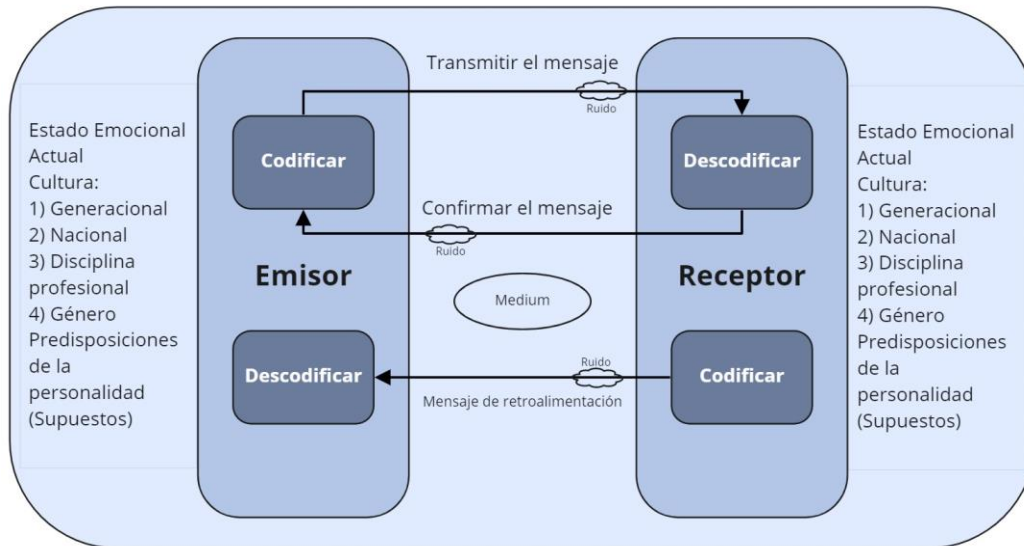 Transmitir el mensaje
Ruido
Estado Emocional
Actual
Cultura:
1) Generacional
2) Nacional
3) Disciplina
profesional
4) Género
Predisposiciones
de la
personalidad
(Supuestos)
Codificar
Descodificar
Confirmar el mensaje
Ruido
Emisor
Receptor
Medium
Descodificar
Ruido
Codificar
Mensaje de retroalimentación
Estado Emocional
Actual
Cultura:
1) Generacional
2) Nacional
3) Disciplina
profesional
4) Género
Predisposiciones
de la
personalidad
(Supuestos)